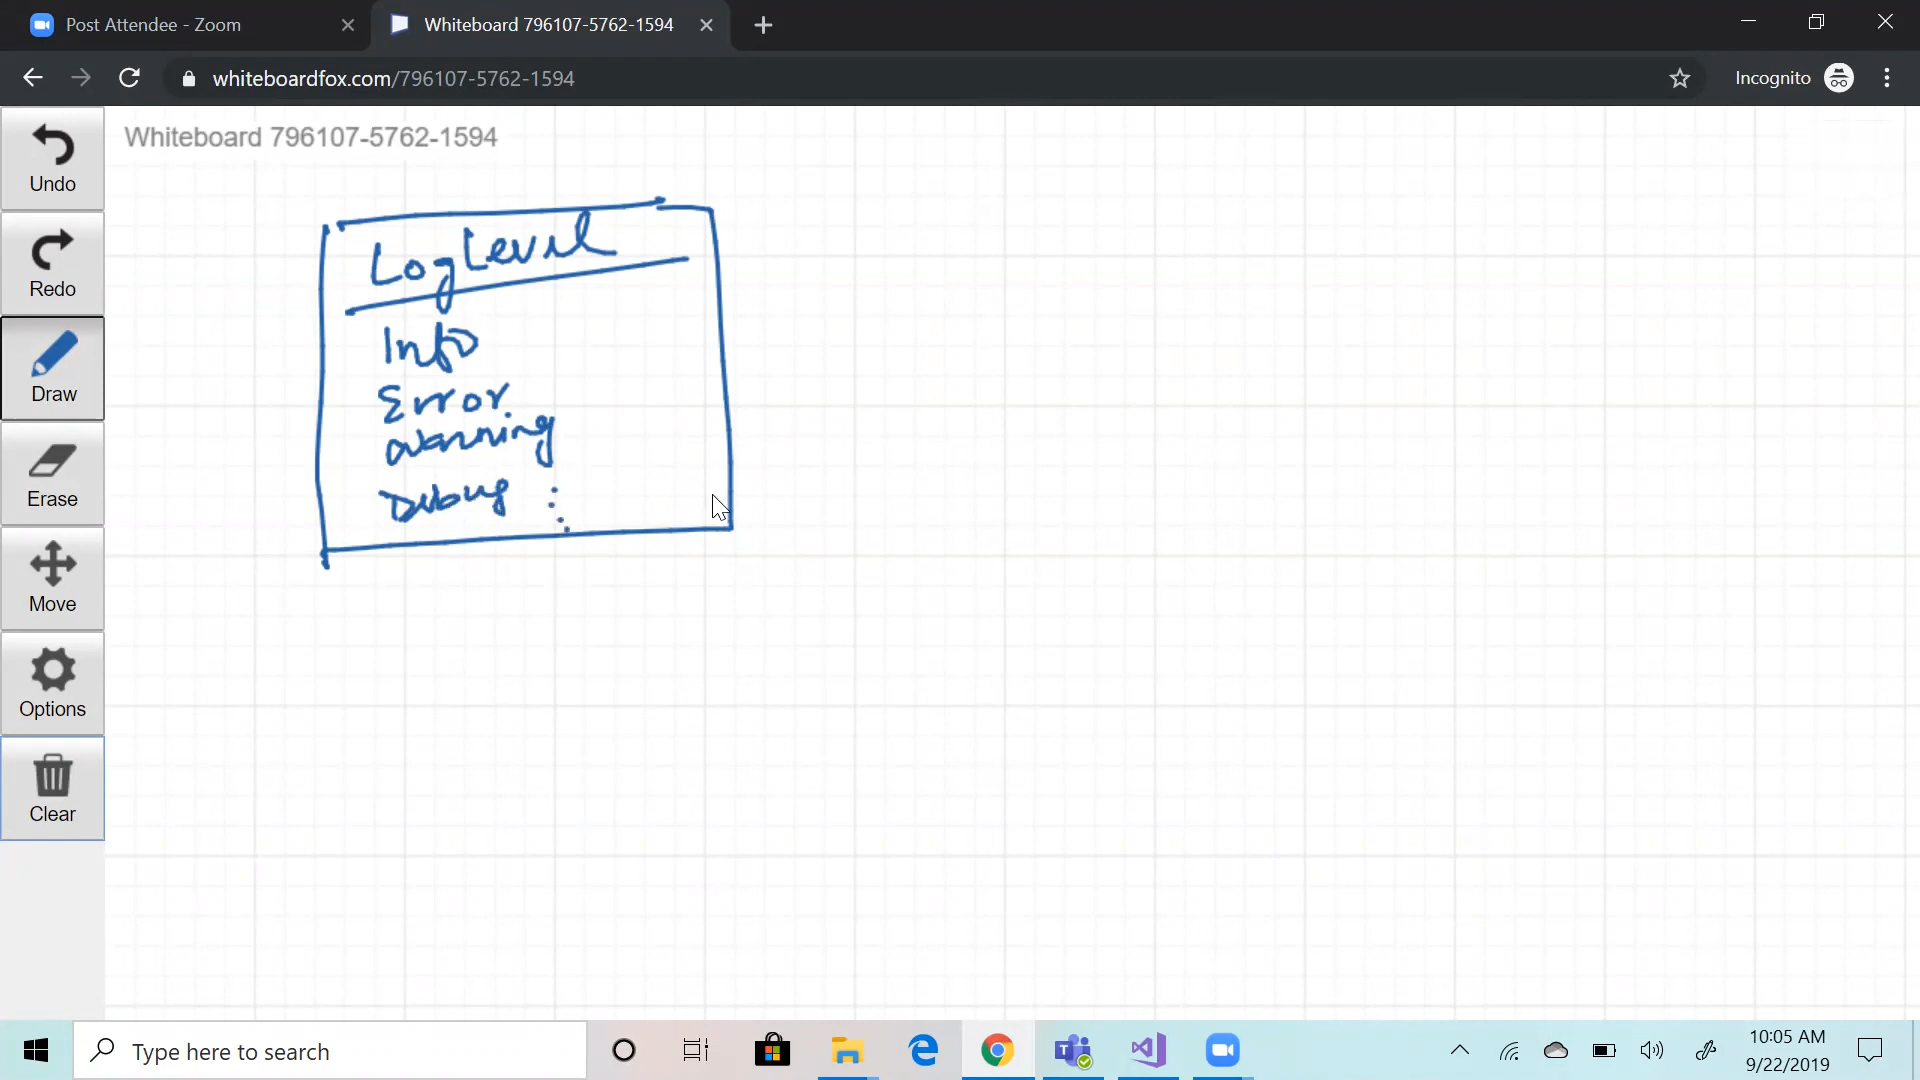 Post Attendee - Zoom
Whiteboard 796107-5762-1594
whiteboardfox.com/796107-5762-1594
Incognito
Undo
Redo
Draw
Erase
Move
Options
Clear
Whiteboard 796107-5762-1594
LogLevel
Info
Error
Warning
Debug
Type here to search
10:05 AM
9/22/2019